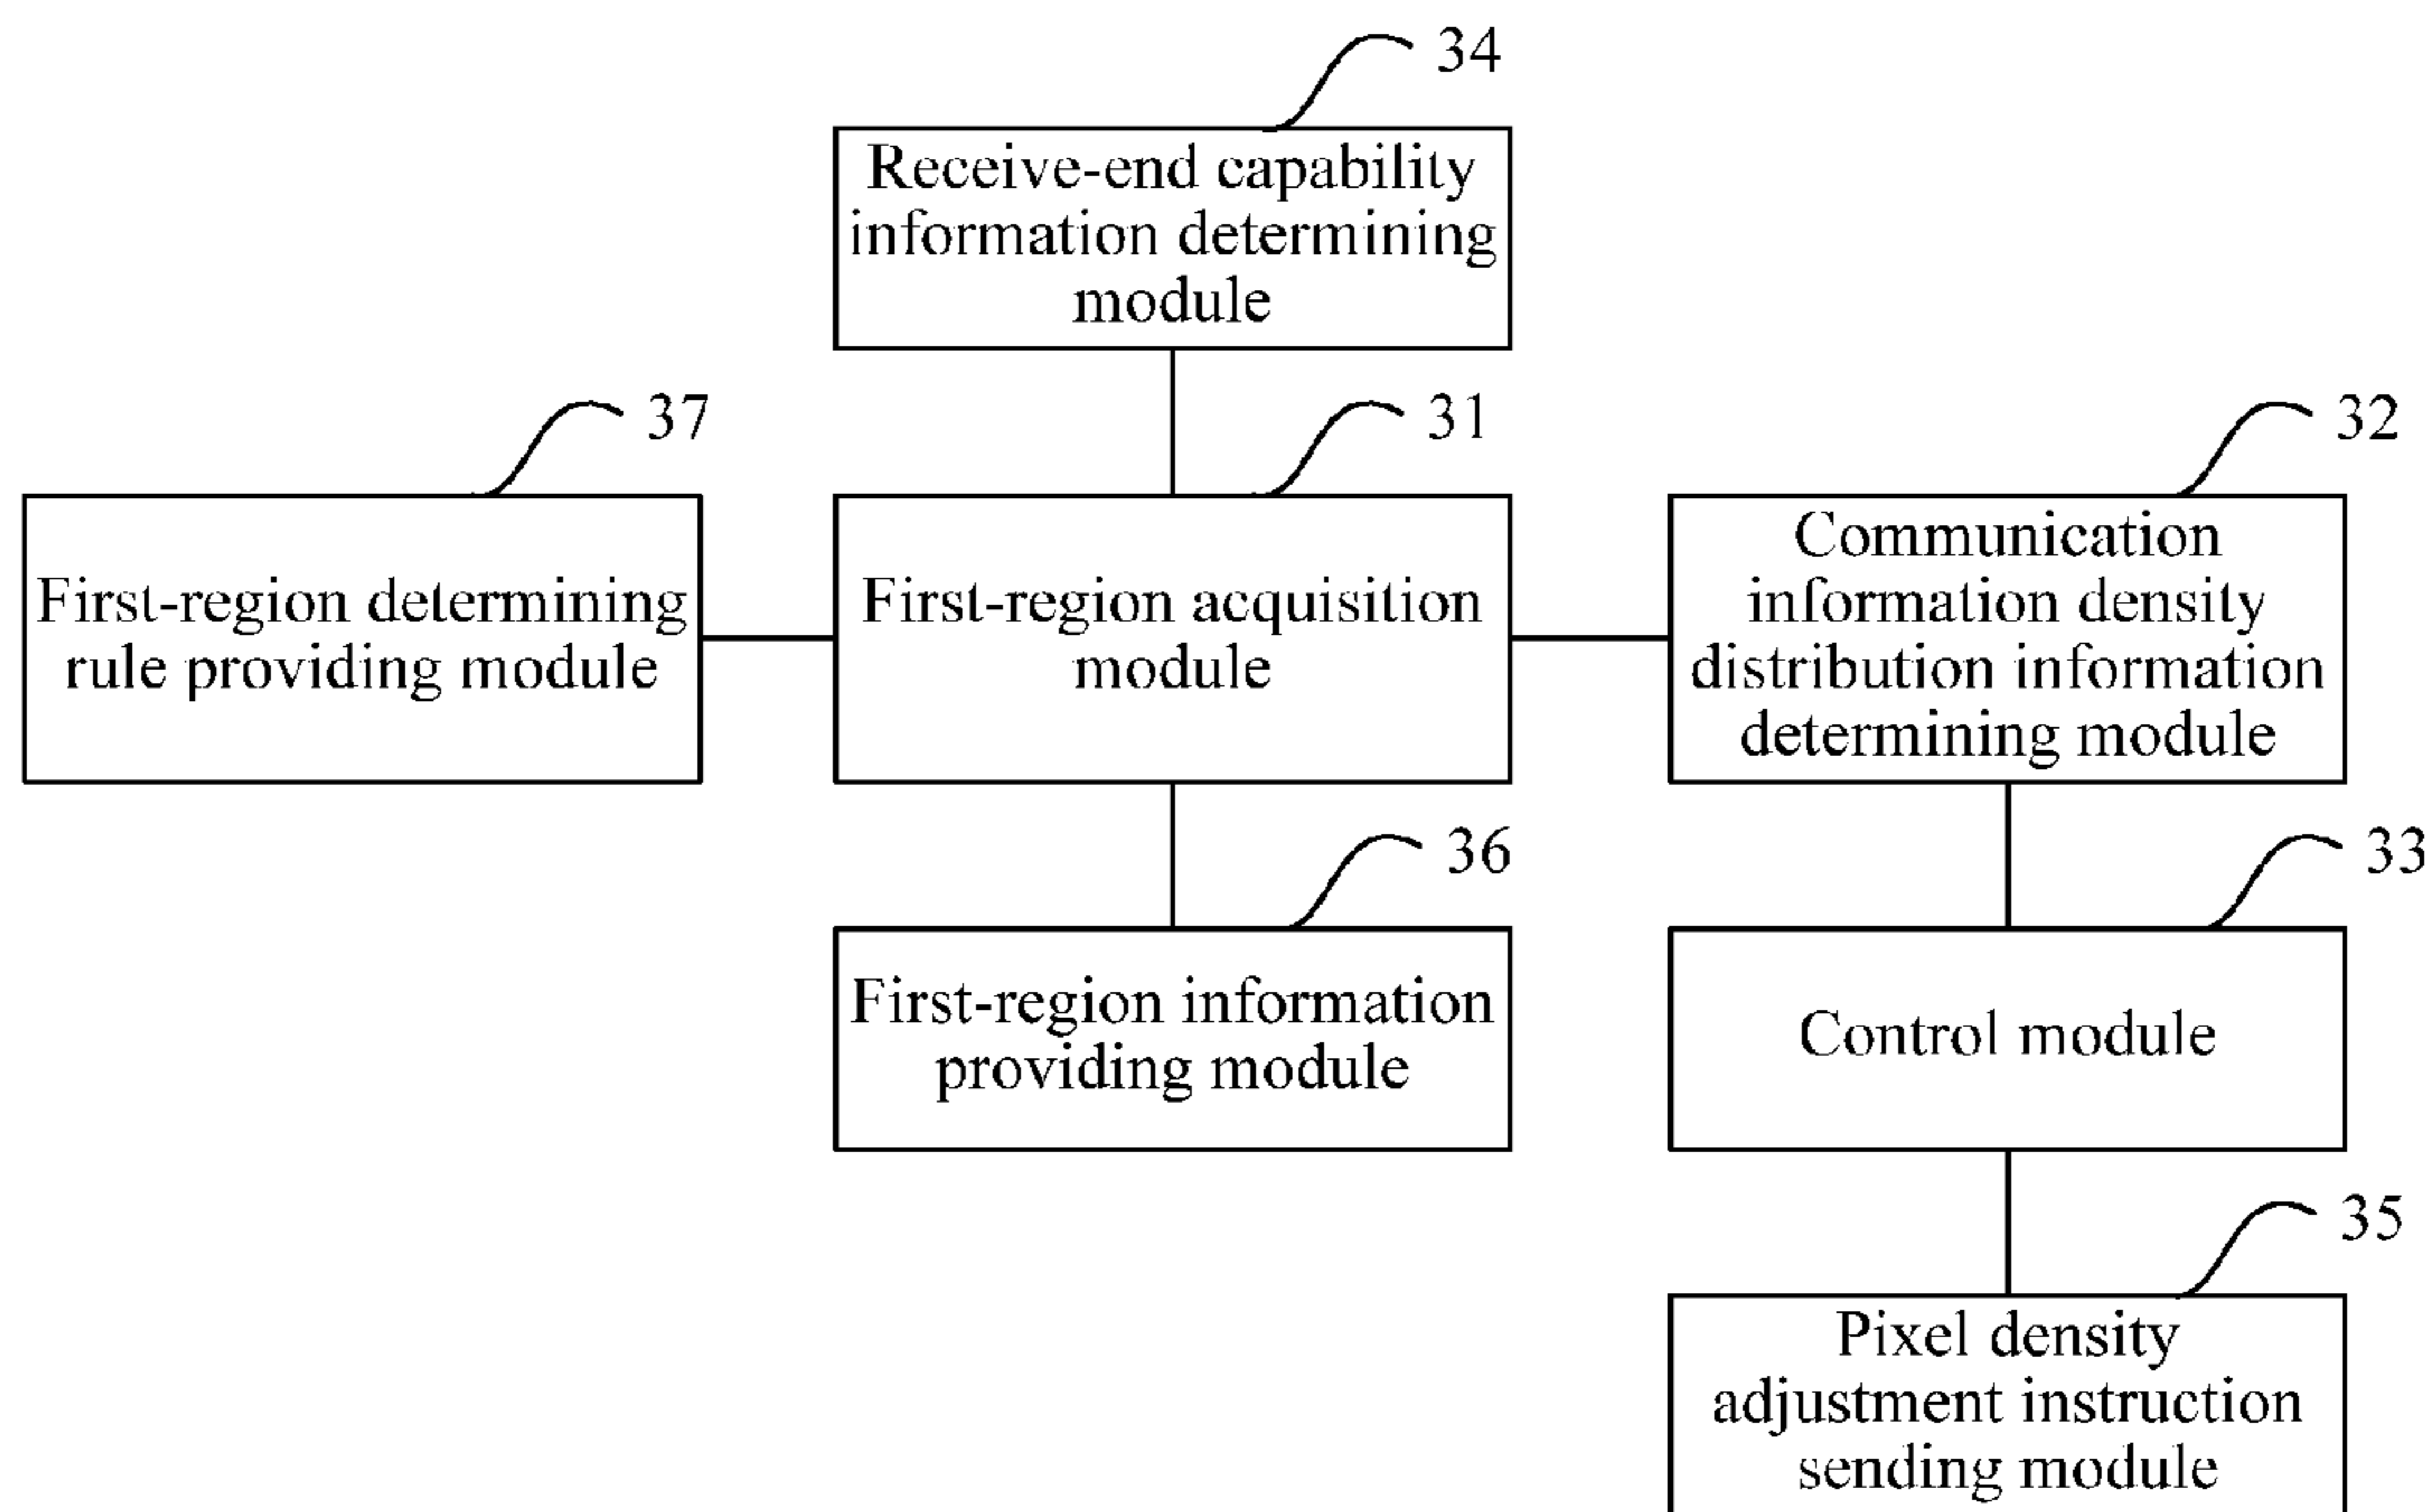 34
Receive-end capability
information determining
module
37
31
32
First-region determining
rule providing module
First-region acquisition
module
Communication
information density
distribution information
determining module
36
33
First-region information
providing module
Control module
35
Pixel density
adjustment instruction
sending module